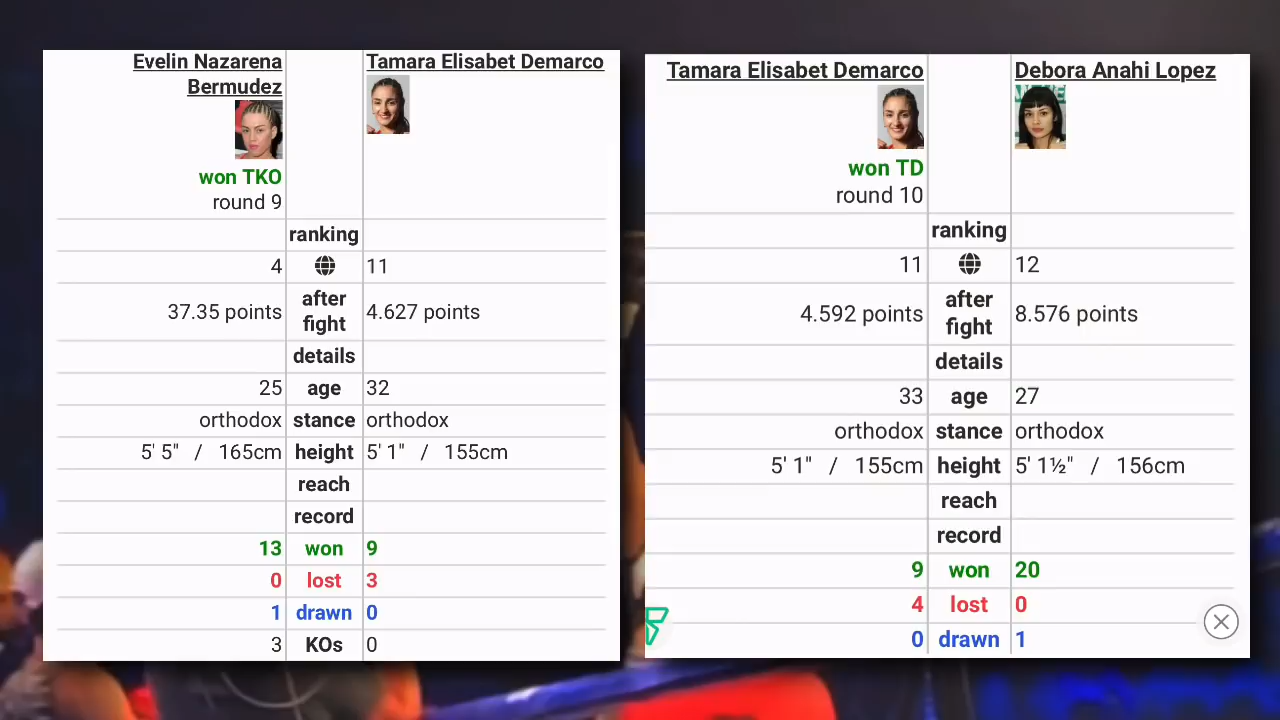 Evelin Nazarena
Bermudez
Tamara Elisabet Demarco
won TKO
round 9
ranking
4 11
37.35 points after fight 4.627 points
details
25 age 32
orthodox stance orthodox
5' 5" / 165cm height 5' 1" / 155cm
reach
record
13 won 9
0 lost 3
1 drawn 0
3 KOs 0
Tamara Elisabet Demarco Debora Anahi Lopez
won TD
round 10
ranking
11 12
4.592 points after fight 8.576 points
details
33 age 27
orthodox stance orthodox
5' 1" / 155cm height 5' 1½" / 156cm
reach
record
9 won 20
4 lost 0
0 drawn 1